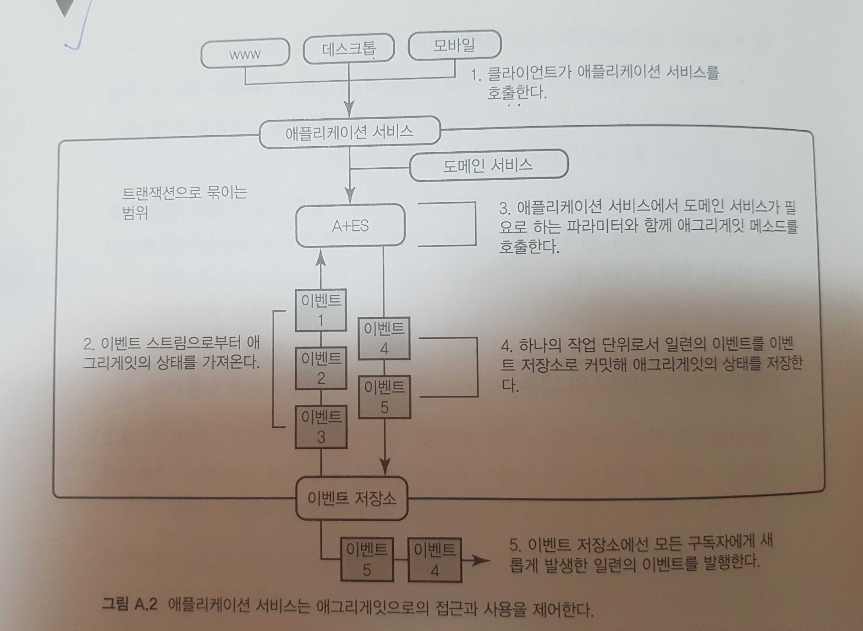 www
데스크톱
모바일
1. 클라이언트가 애플리케이션 서비스를
호출한다.
애플리케이션 서비스
도메인 서비스
트랜잭션으로 묶이는
범위
A+ES
3. 애플리케이션 서비스에서 도메인 서비스가 필
요로 하는 파라미터와 함께 애그리게잇 메소드를
호출한다.
이벤트
1
2. 이벤트 스트림으로부터 애
그리게잇의 상태를 가져온다.
이벤트
2
이벤트
3
이벤트
4
이벤트
5
4. 하나의 작업 단위로서 일련의 이벤트를 이벤
트 저장소로 커밋해 애그리게잇의 상태를 저장한
다.
이벤트 저장소
이벤트
5
이벤트
4
5. 이벤트 저장소에선 모든 구독자에게 새
롭게 발생한 일련의 이벤트를 발행한다.
그림 A.2 애플리케이션 서비스는 애그리게잇으로의 접근과 사용을 제어한다.